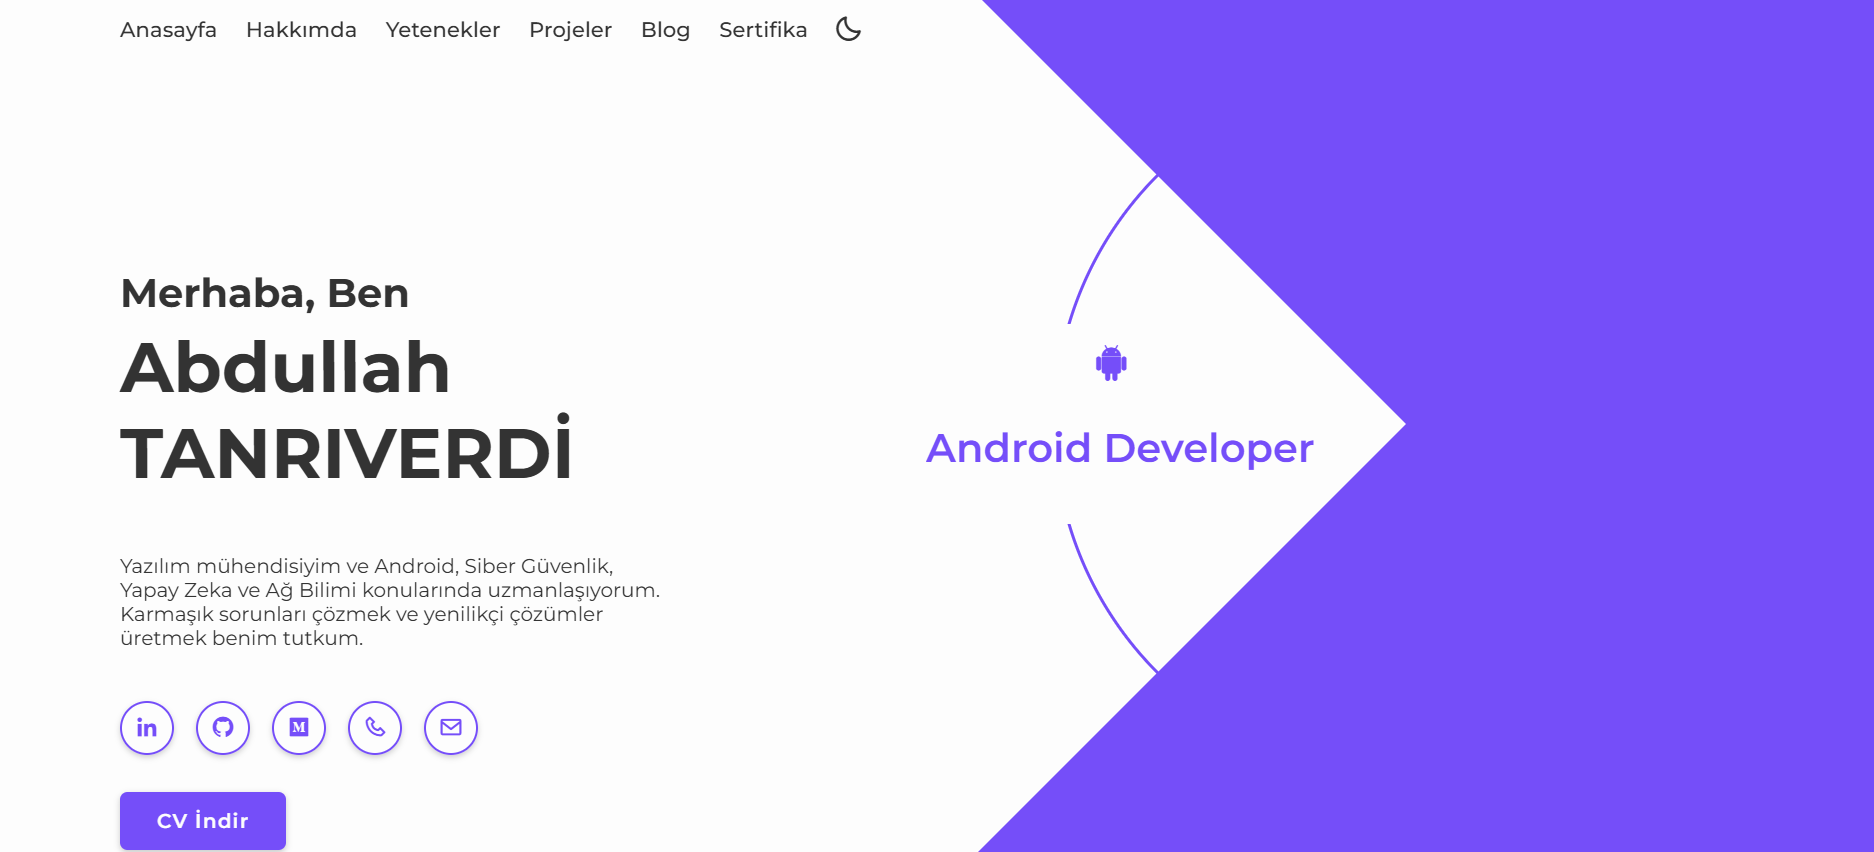 Anasayfa Hakkımda Yetenekler Projeler Blog Sertifika
Merhaba, Ben
Abdullah
TANRIVERDİ
Android Developer
Yazılım mühendisiyim ve Android, Siber Güvenlik,
Yapay Zeka ve Ağ Bilimi konularında uzmanlaşıyorum.
Karmaşık sorunları çözmek ve yenilikçi çözümler
üretmek benim tutkum.
CV İndir